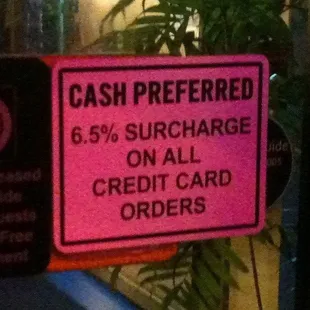 CASH PREFERRED
6.5% SURCHARGE
ON ALL
CREDIT CARD
ORDERS